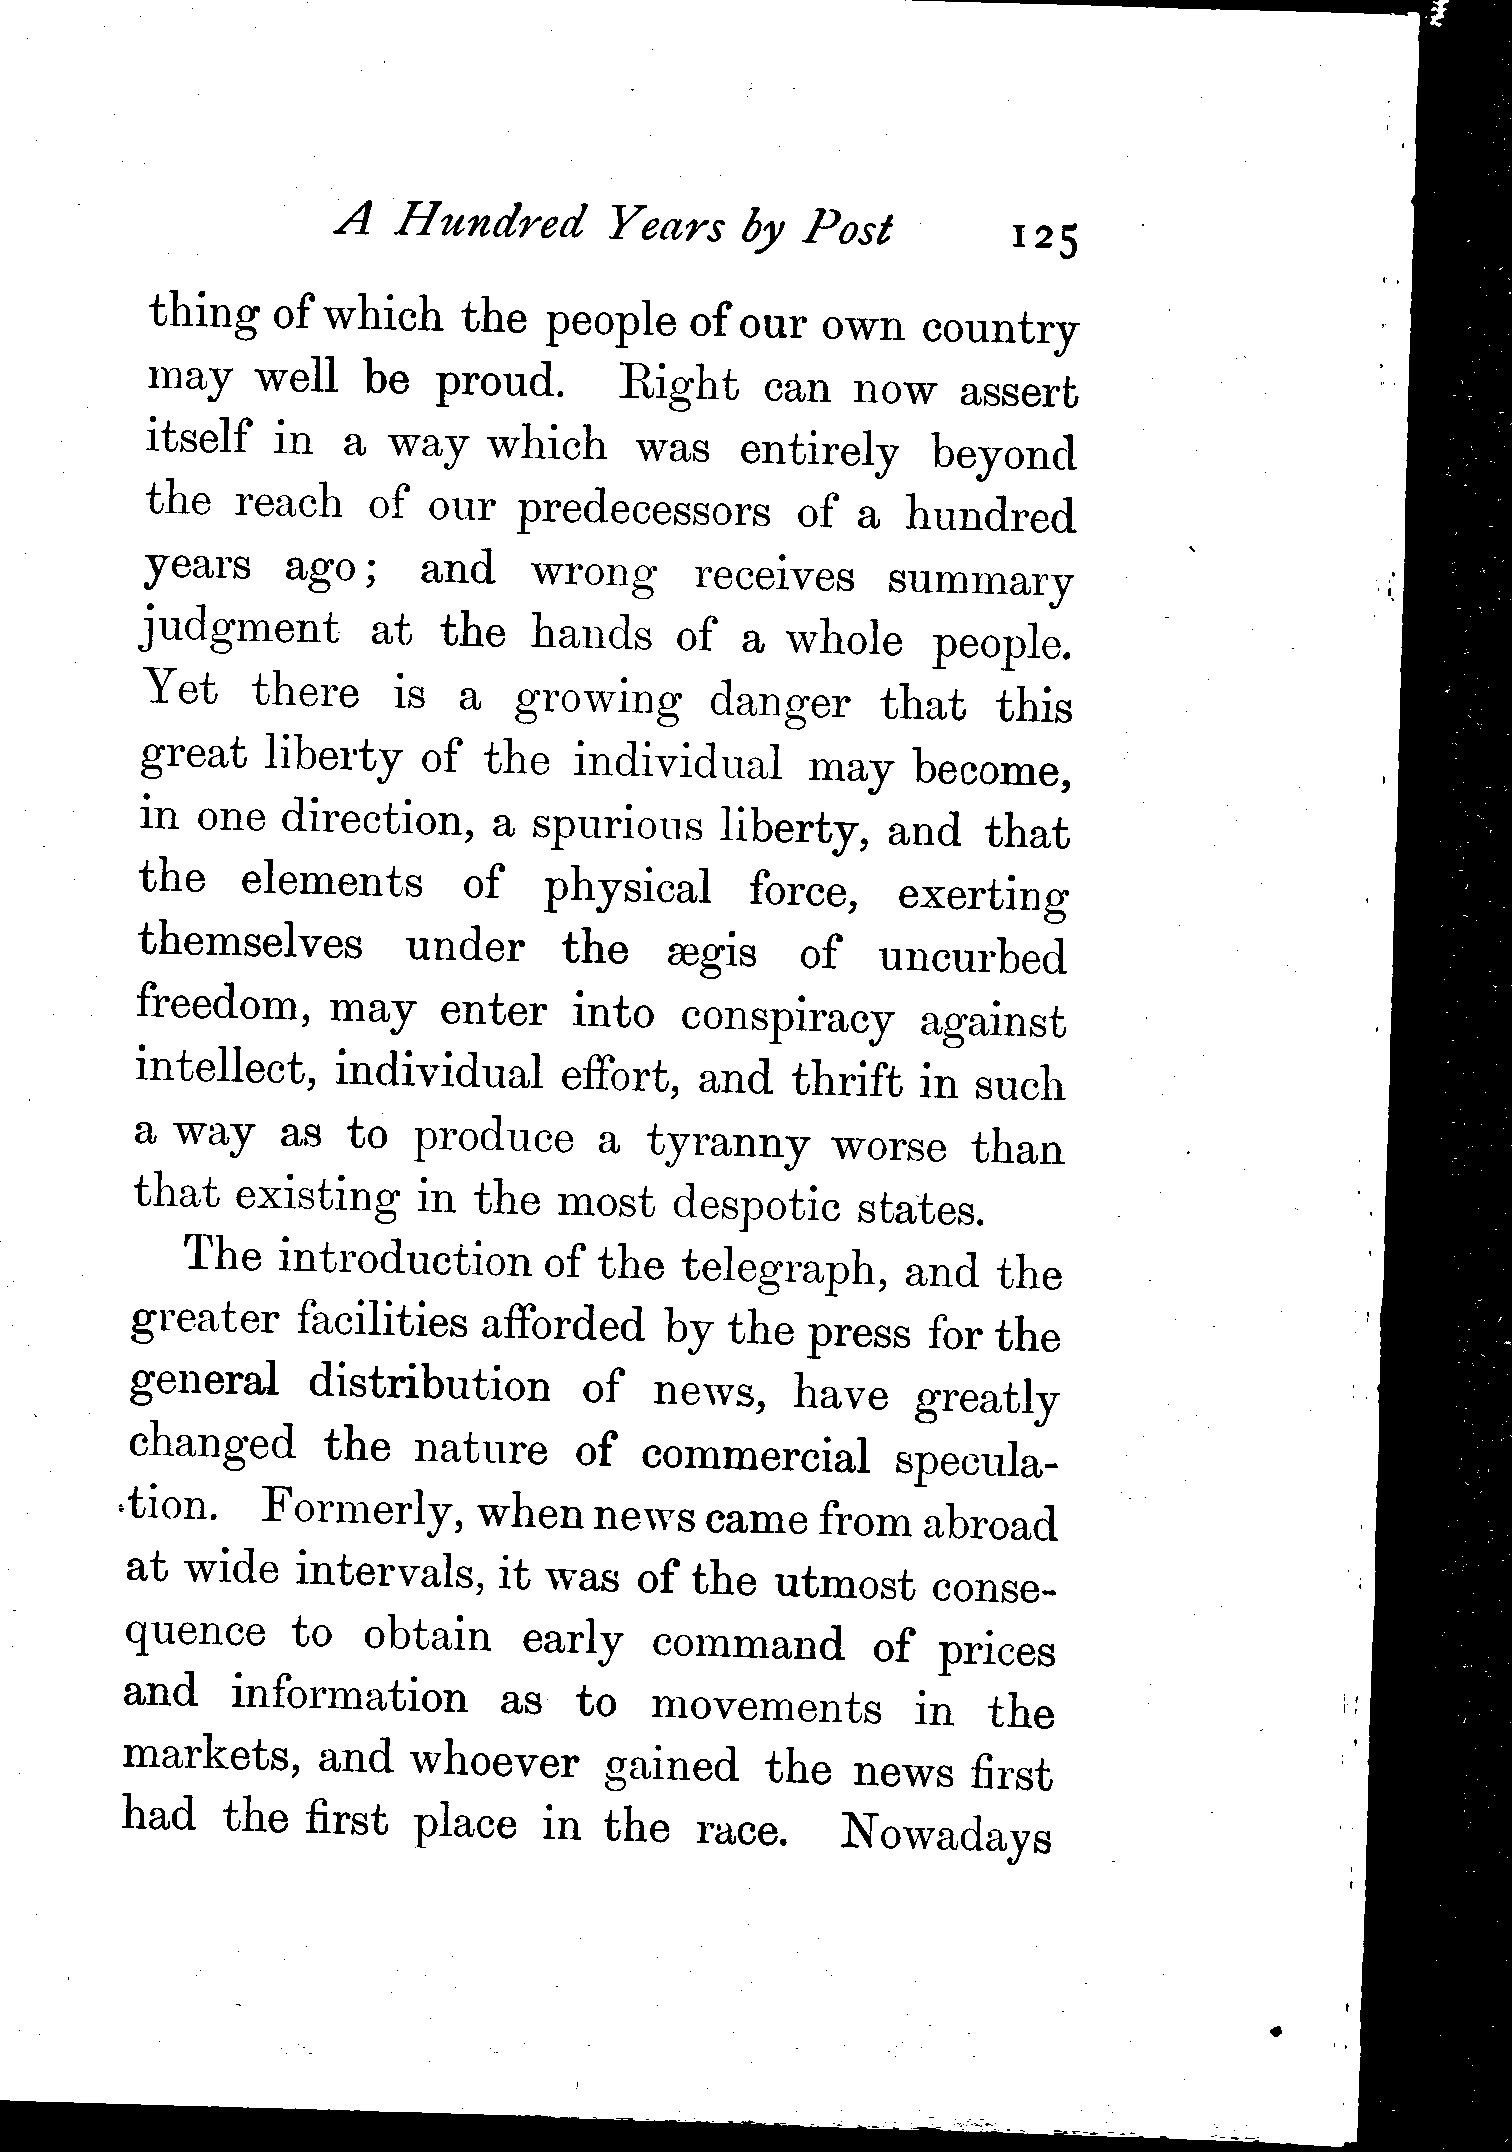 A Hundred Years by Post 125
thing of which the people of our own country
may well be proud. Right can now assert
itself in a way which was entirely beyond
the reach of our predecessors of a hundred
years ago; and wrong receives summary
judgment at the hands of a whole people.
Yet there is a growing danger that this
great liberty of the individual may become,
in one direction, a spurious liberty, and that
the elements of physical force, exerting
themselves under the ægis of uncurbed
freedom, may enter into conspiracy against
intellect, individual effort, and thrift in such
a way as to produce a tyranny worse than
that existing in the most despotic states.
The introduction of the telegraph, and the
greater facilities afforded by the press for the
general distribution of news, have greatly
changed the nature of commercial specula-
tion. Formerly, when news came from abroad
at wide intervals, it was of the utmost conse-
quence to obtain early command of prices
and information as to movements in the
markets, and whoever gained the news first
had the first place in the race. Nowadays